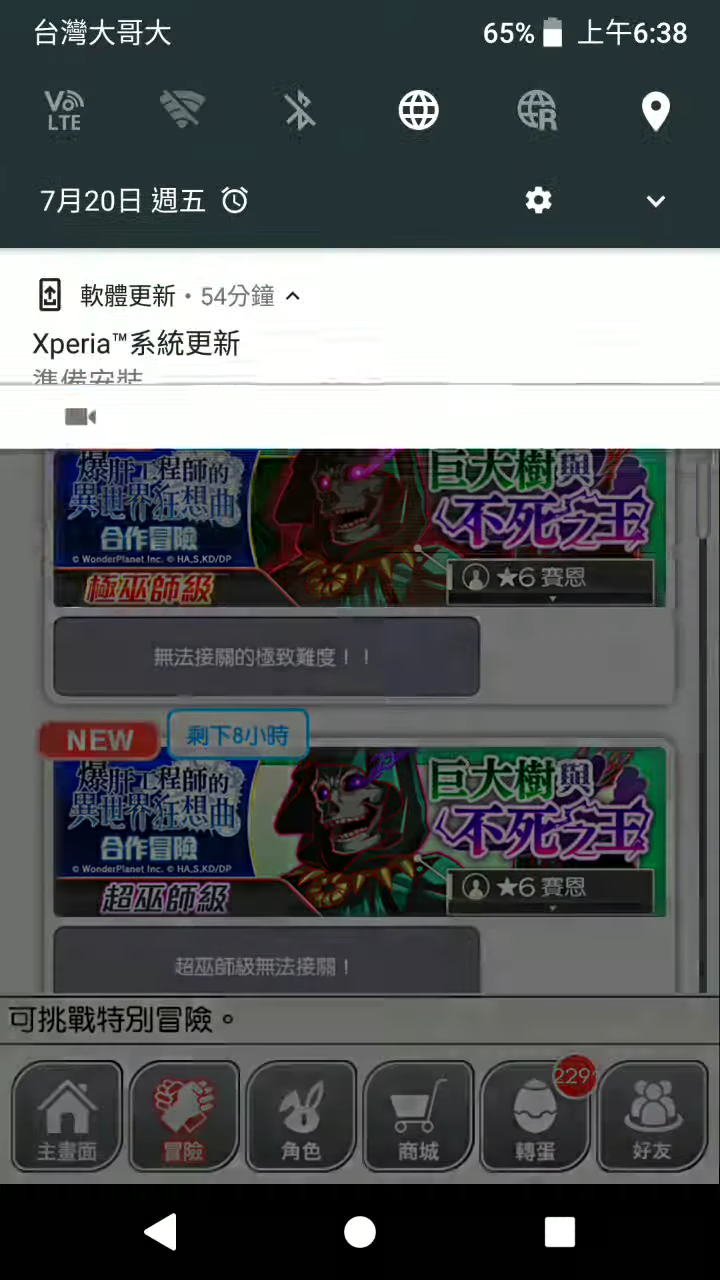 台灣大哥大 65% 上午6:38
VoLTE R
7月20日 週五
軟體更新 • 54分鐘
Xperia™系統更新
準備安裝
爆肝工程師的
異世界狂想曲
合作冒險
© WonderPlanet Inc. © HA,S,KD/DP
極巫師級
巨大樹與
不死之王
★6 賽恩
無法接關的極致難度！！
NEW 剩下8小時
爆肝工程師的
異世界狂想曲
合作冒險
© WonderPlanet Inc. © HA,S,KD/DP
超巫師級
巨大樹與
不死之王
★6 賽恩
超巫師級無法接關！
可挑戰特別冒險。
229
主畫面 冒險 角色 商城 轉蛋 好友